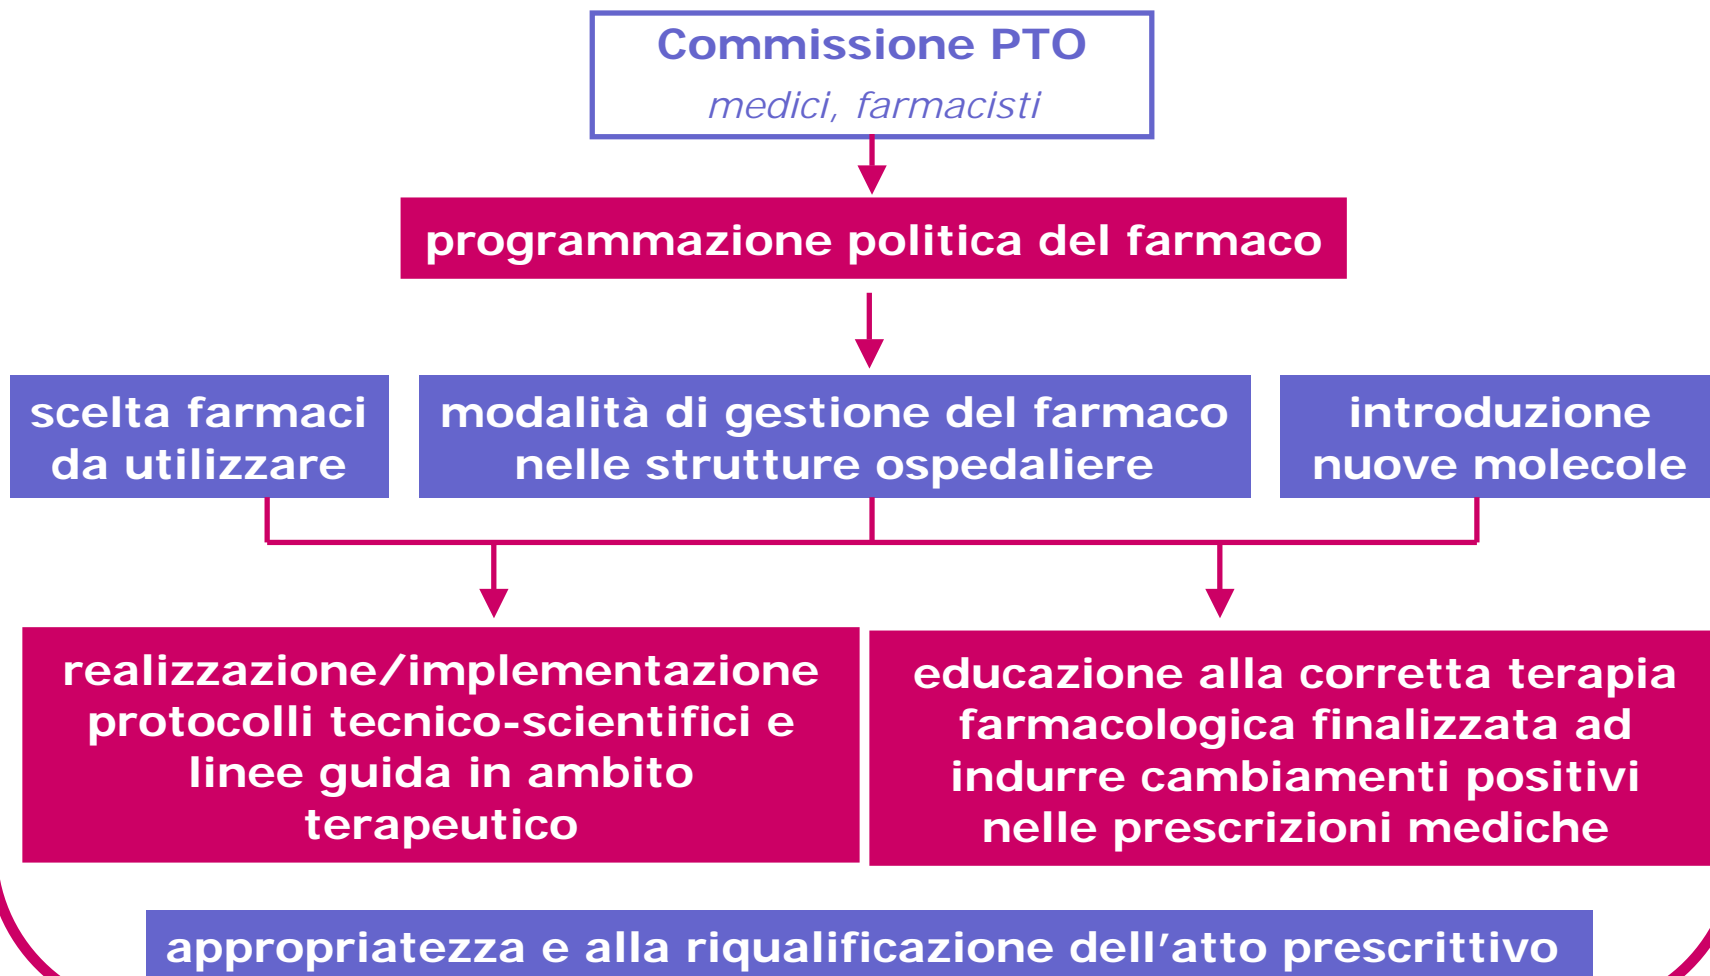 Commissione PTO
medici, farmacisti
programmazione politica del farmaco
scelta farmaci
da utilizzare
modalità di gestione del farmaco
nelle strutture ospedaliere
introduzione
nuove molecole
realizzazione/implementazione
protocolli tecnico-scientifici e
linee guida in ambito
terapeutico
educazione alla corretta terapia
farmacologica finalizzata ad
indurre cambiamenti positivi
nelle prescrizioni mediche
appropriatezza e alla riqualificazione dell’atto prescrittivo